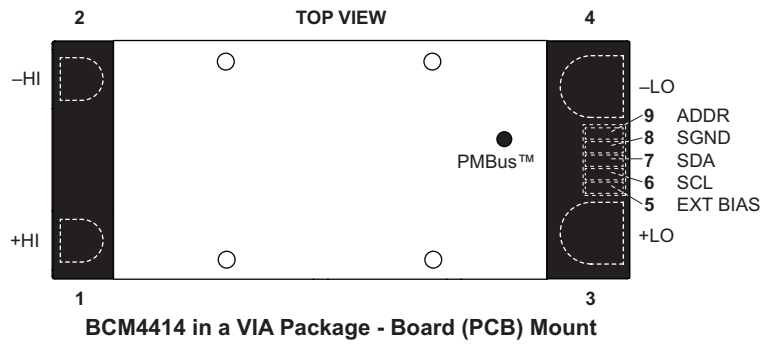 2 TOP VIEW 4
–HI
–LO
9 ADDR
8 SGND
PMBus™
7 SDA
6 SCL
5 EXT BIAS
+HI
+LO
1 3
BCM4414 in a VIA Package - Board (PCB) Mount